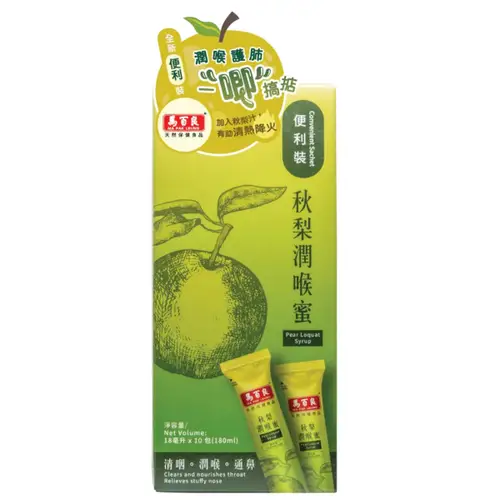 全新
便利
裝
潤喉護肺
一唧搞掂
加入秋梨汁
有助清熱降火
馬百良
MA PAK LEUNG
天然保健食品
Convenient Sachet
便利裝
秋梨潤喉蜜
Pear Loquat
Syrup
馬百良
秋梨
潤喉蜜
馬百良
秋梨
潤喉蜜
淨容量/
Net Volume:
18毫升 x 10 包(180ml)
清咽 • 潤喉 • 通鼻
Clears and nourishes throat
Relieves stuffy nose